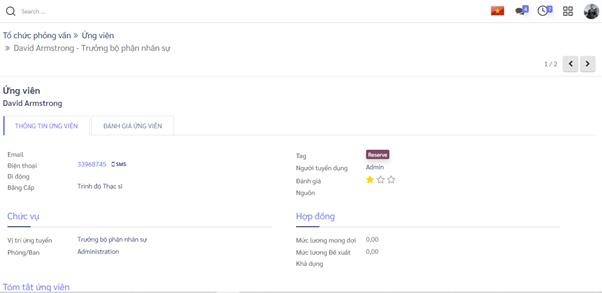 Search ...
4
7
Tổ chức phỏng vấn » Ứng viên
» David Armstrong - Trưởng bộ phận nhân sự
1 / 2
Ứng viên
David Armstrong
THÔNG TIN ỨNG VIÊN
ĐÁNH GIÁ ỨNG VIÊN
Email
Điện thoại 33968745 SMS
Di động
Bằng Cấp Trình độ Thạc sĩ
Tag Reserve
Người tuyển dụng Admin
Đánh giá
Nguồn
Chức vụ
Vị trí ứng tuyển Trưởng bộ phận nhân sự
Phòng/Ban Administration
Hợp đồng
Mức lương mong đợi 0,00
Mức lương Đề xuất 0,00
Khả dụng
Tóm tắt ứng viên